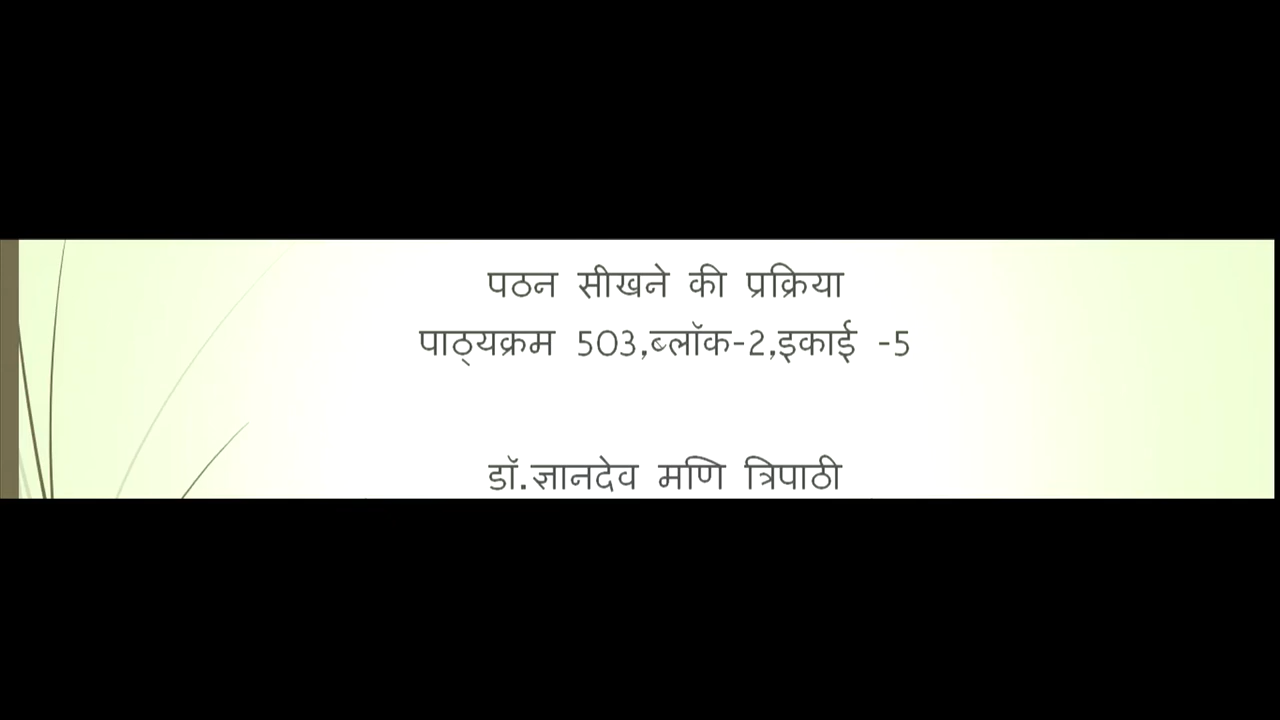 पठन सीखने की प्रक्रिया
पाठ्यक्रम 503,ब्लॉक-2,इकाई -5
डॉ.ज्ञानदेव मणि त्रिपाठी